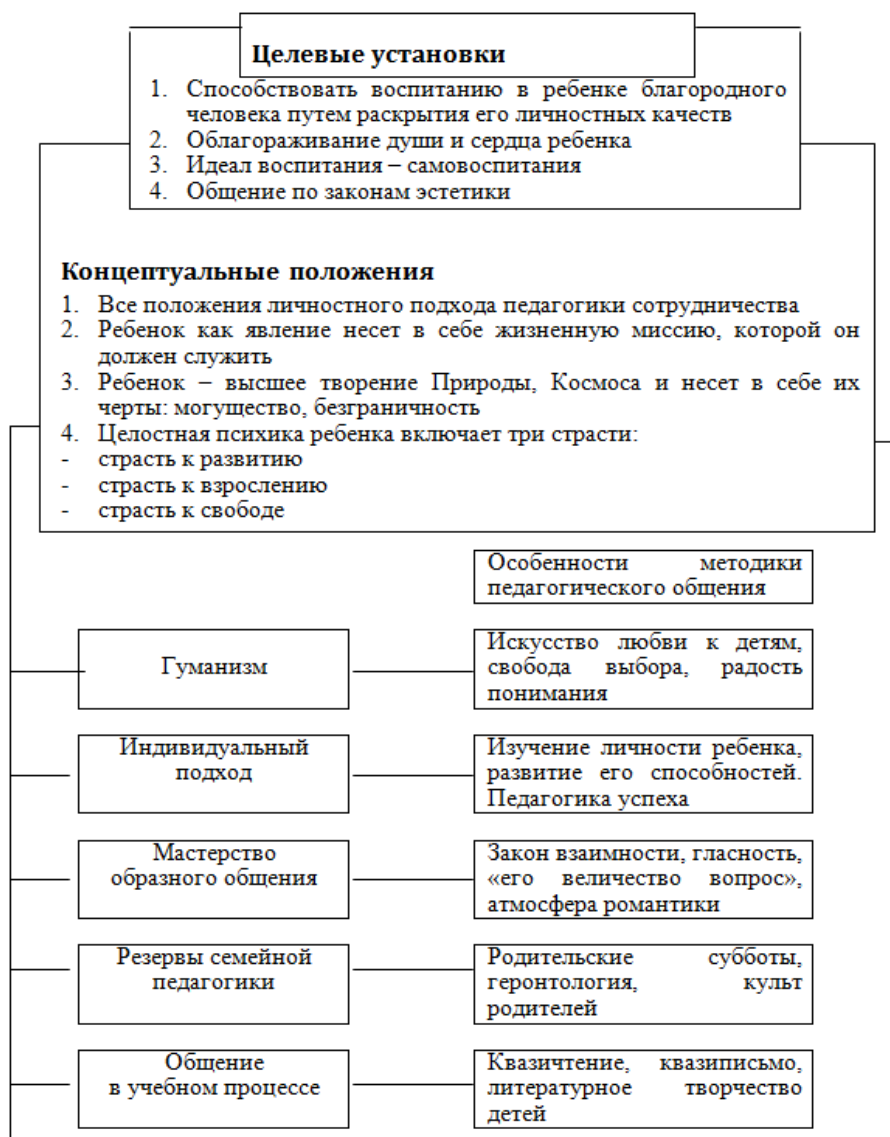 Целевые установки
1. Способствовать воспитанию в ребенке благородного
человека путем раскрытия его личностных качеств
2. Облагораживание души и сердца ребенка
3. Идеал воспитания – самовоспитания
4. Общение по законам эстетики
Концептуальные положения
1. Все положения личностного подхода педагогики сотрудничества
2. Ребенок как явление несет в себе жизненную миссию, которой он
должен служить
3. Ребенок – высшее творение Природы, Космоса и несет в себе их
черты: могущество, безграничность
4. Целостная психика ребенка включает три страсти:
- страсть к развитию
- страсть к взрослению
- страсть к свободе
Особенности методики
педагогического общения
Гуманизм
Искусство любви к детям,
свобода выбора, радость
понимания
Индивидуальный
подход
Изучение личности ребенка,
развитие его способностей.
Педагогика успеха
Мастерство
образного общения
Закон взаимности, гласность,
«его величество вопрос»,
атмосфера романтики
Резервы семейной
педагогики
Родительские субботы,
геронтология, культ
родителей
Общение
в учебном процессе
Квазичтение, квазиписьмо,
литературное творчество
детей